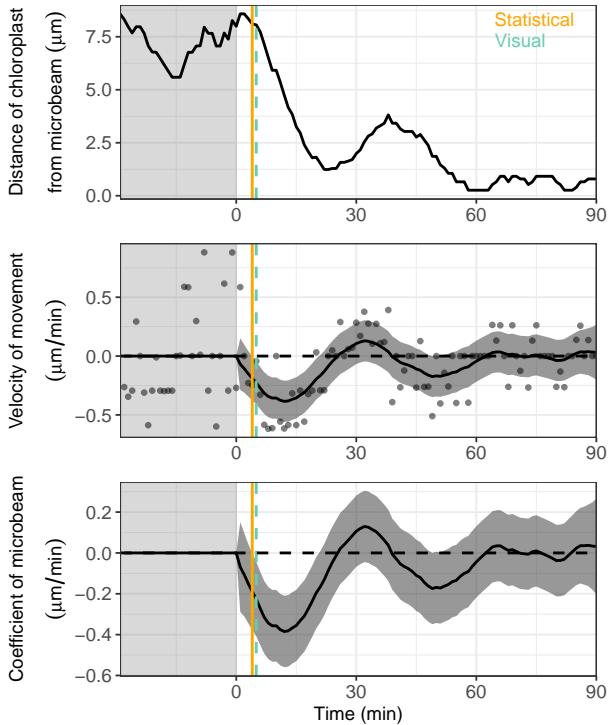 Distance of chloroplast
from microbeam (μm)
7.5
5.0
2.5
0.0
Statistical
Visual
0
30
60
90
Velocity of movement
(μm/min)
0.5
0.0
−0.5
0
30
60
90
Coefficient of microbeam
(μm/min)
0.2
0.0
−0.2
−0.4
−0.6
0
30
60
90
Time (min)